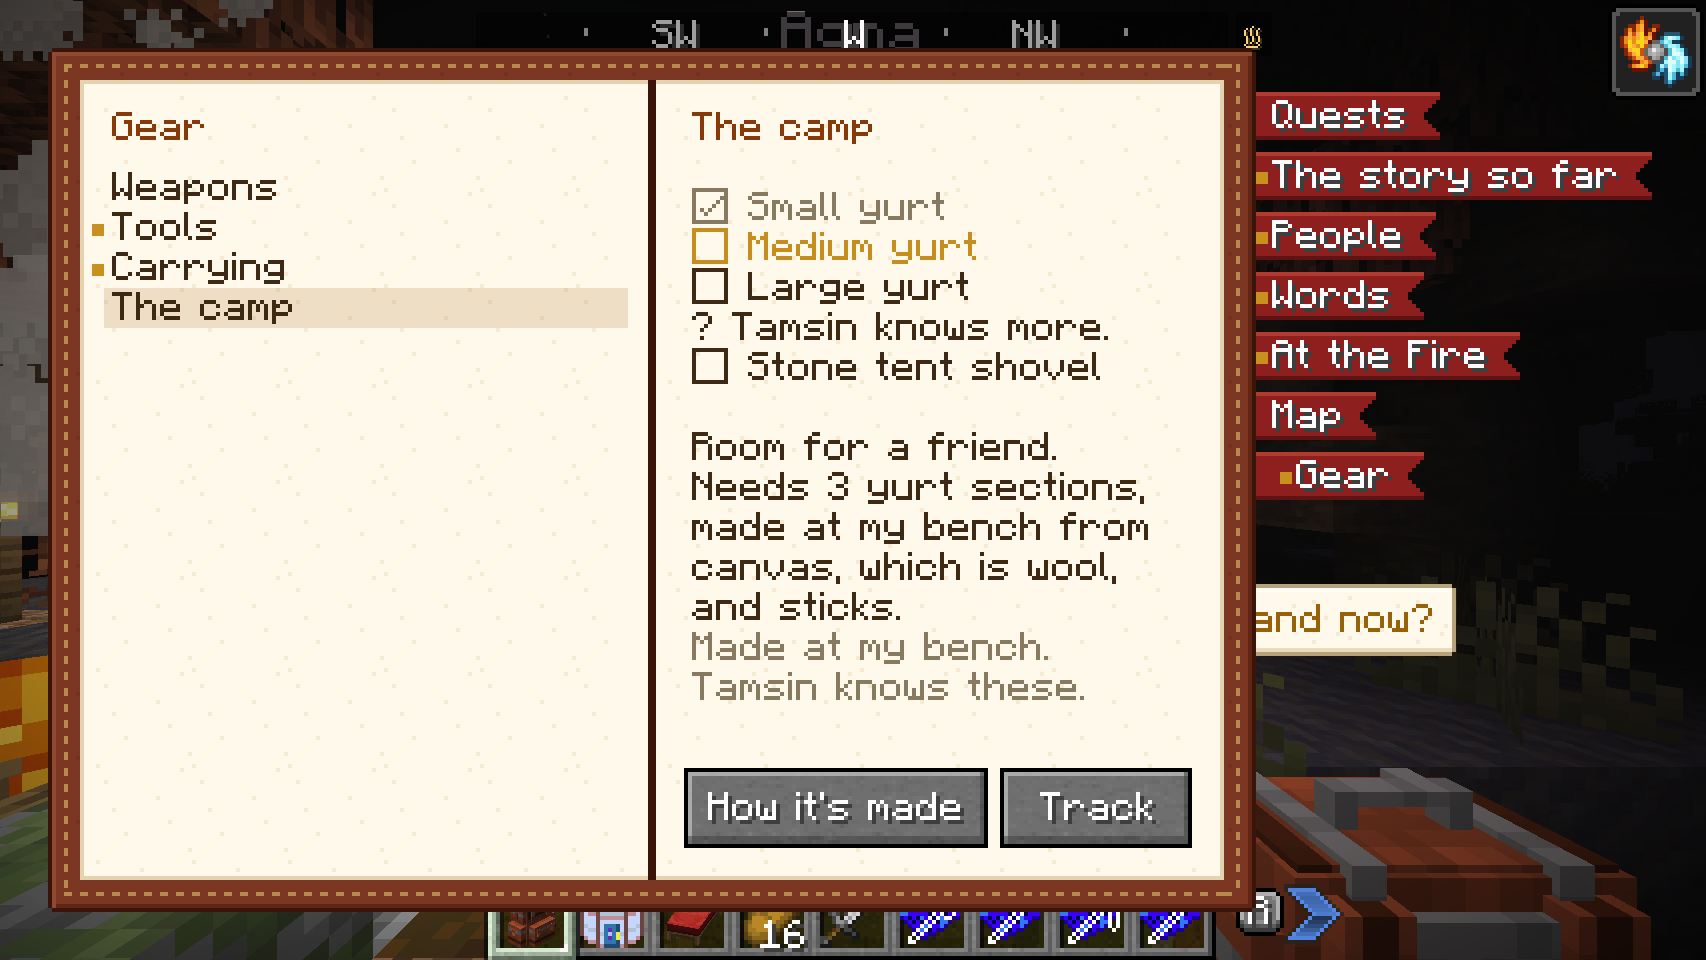 SW
W
NW
Gear
Weapons
Tools
Carrying
The camp
The camp
Small yurt
Medium yurt
Large yurt
? Tamsin knows more.
Stone tent shovel
Room for a friend.
Needs 3 yurt sections,
made at my bench from
canvas, which is wool,
and sticks.
Made at my bench.
Tamsin knows these.
How it's made
Track
Quests
The story so far
People
Words
At the Fire
Map
Gear
and now?
16